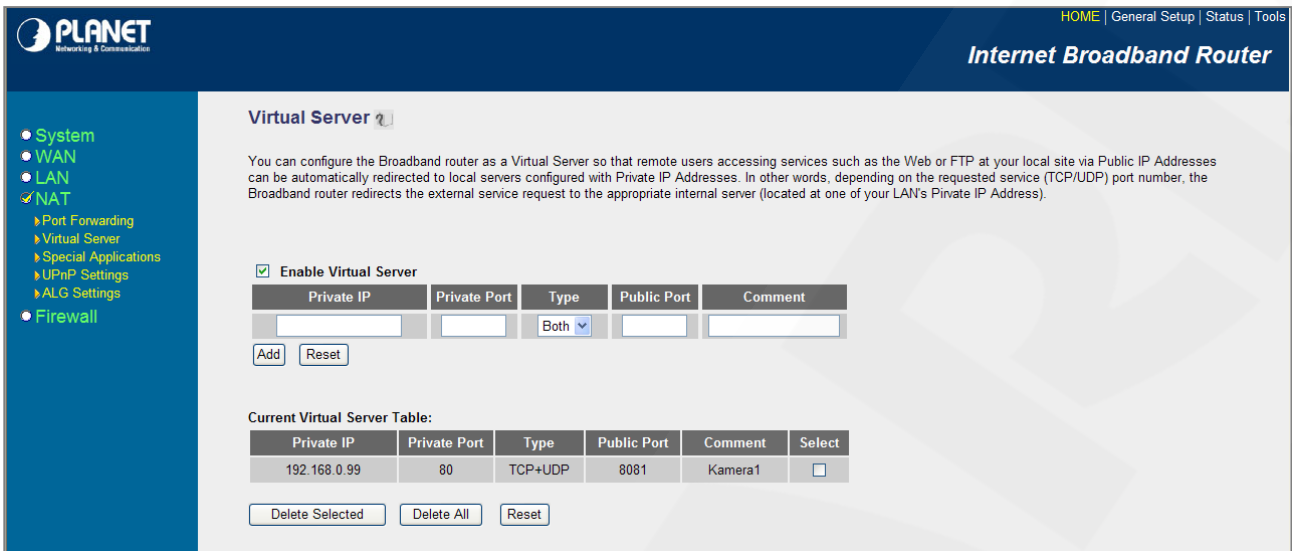 PLANET
Networking & Communication
HOME | General Setup | Status | Tools
Internet Broadband Router
System
WAN
LAN
NAT
Port Forwarding
Virtual Server
Special Applications
UPnP Settings
ALG Settings
Firewall
Virtual Server
You can configure the Broadband router as a Virtual Server so that remote users accessing services such as the Web or FTP at your local site via Public IP Addresses
can be automatically redirected to local servers configured with Private IP Addresses. In other words, depending on the requested service (TCP/UDP) port number, the
Broadband router redirects the external service request to the appropriate internal server (located at one of your LAN's Private IP Address).
Enable Virtual Server
Private IP Private Port Type Public Port Comment
Both
Add Reset
Current Virtual Server Table:
Private IP Private Port Type Public Port Comment Select
192.168.0.99 80 TCP+UDP 8081 Kamera1
Delete Selected Delete All Reset